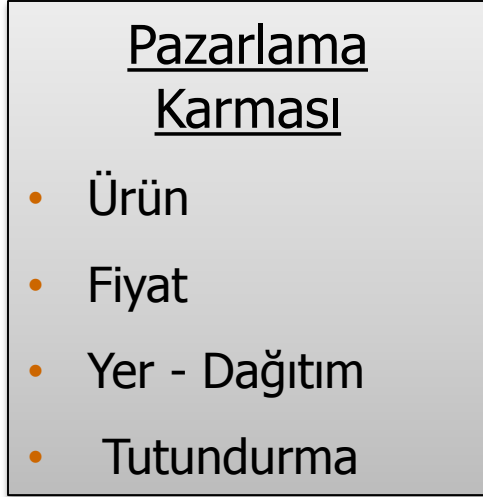 Pazarlama
Karması
• Ürün
• Fiyat
• Yer - Dağıtım
• Tutundurma